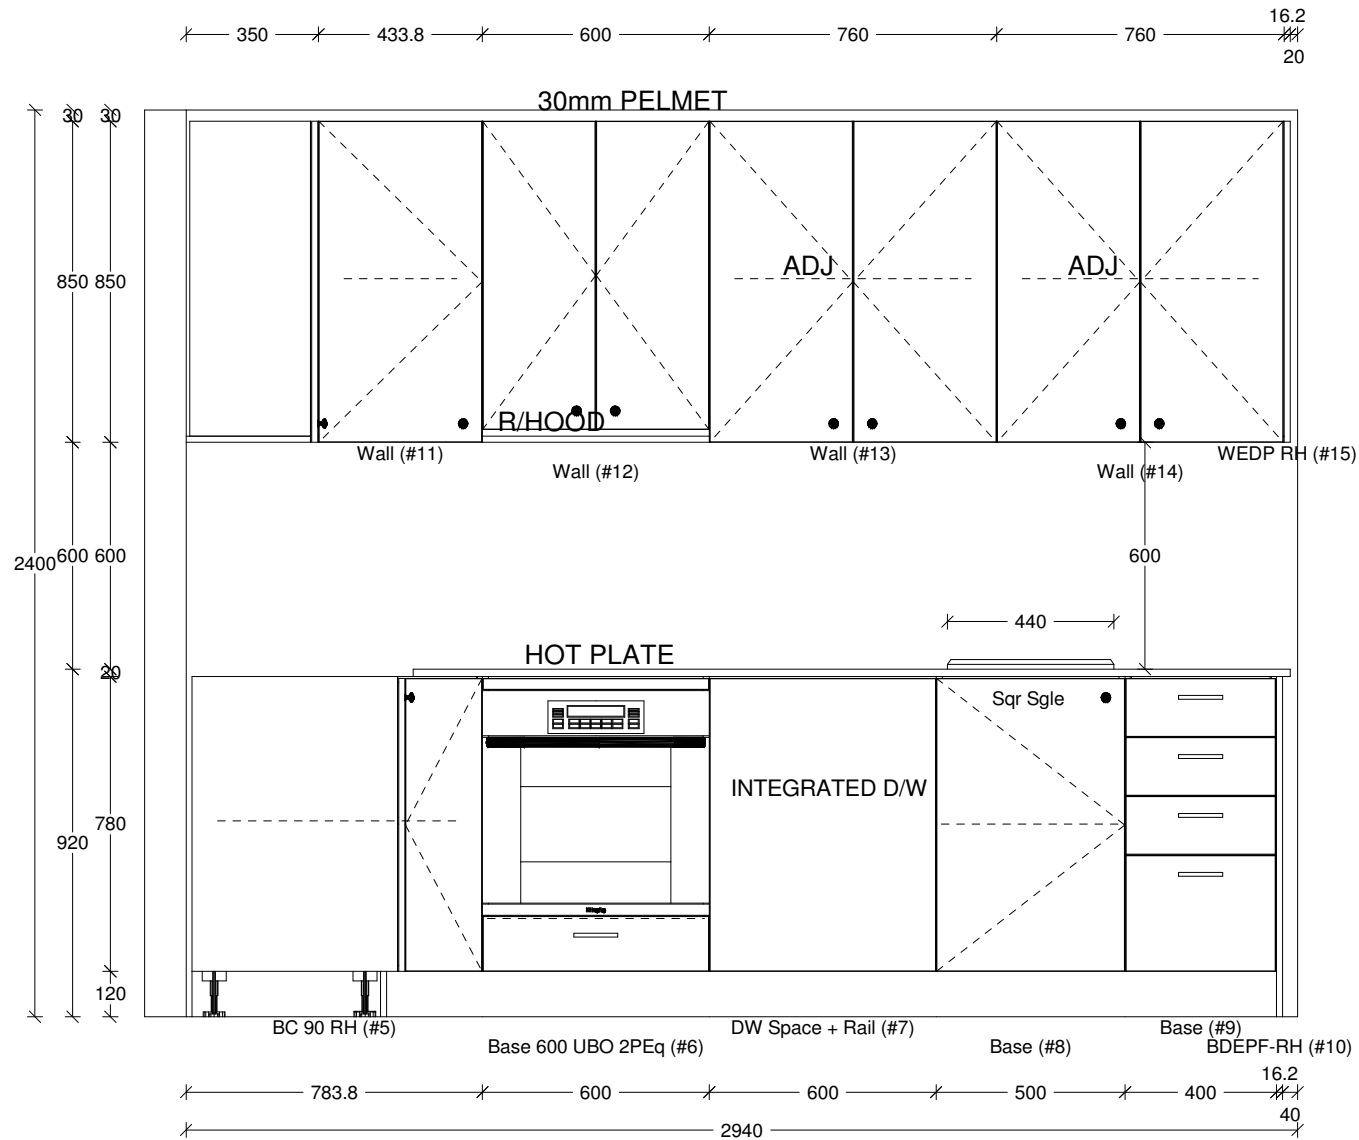 16.2
350 433.8 600 760 760
20
30mm PELMET
30 30
ADJ ADJ
850 850
R/HOOD
Wall (#11) Wall (#13) WEDP RH (#15)
Wall (#12) Wall (#14)
2400 600 600 600
440
HOT PLATE
20
Sqr Sgle
INTEGRATED D/W
780
920
120
BC 90 RH (#5) DW Space + Rail (#7) Base (#9)
Base 600 UBO 2PEq (#6) Base (#8) BDEPF-RH (#10)
16.2
783.8 600 600 500 400
40
2940